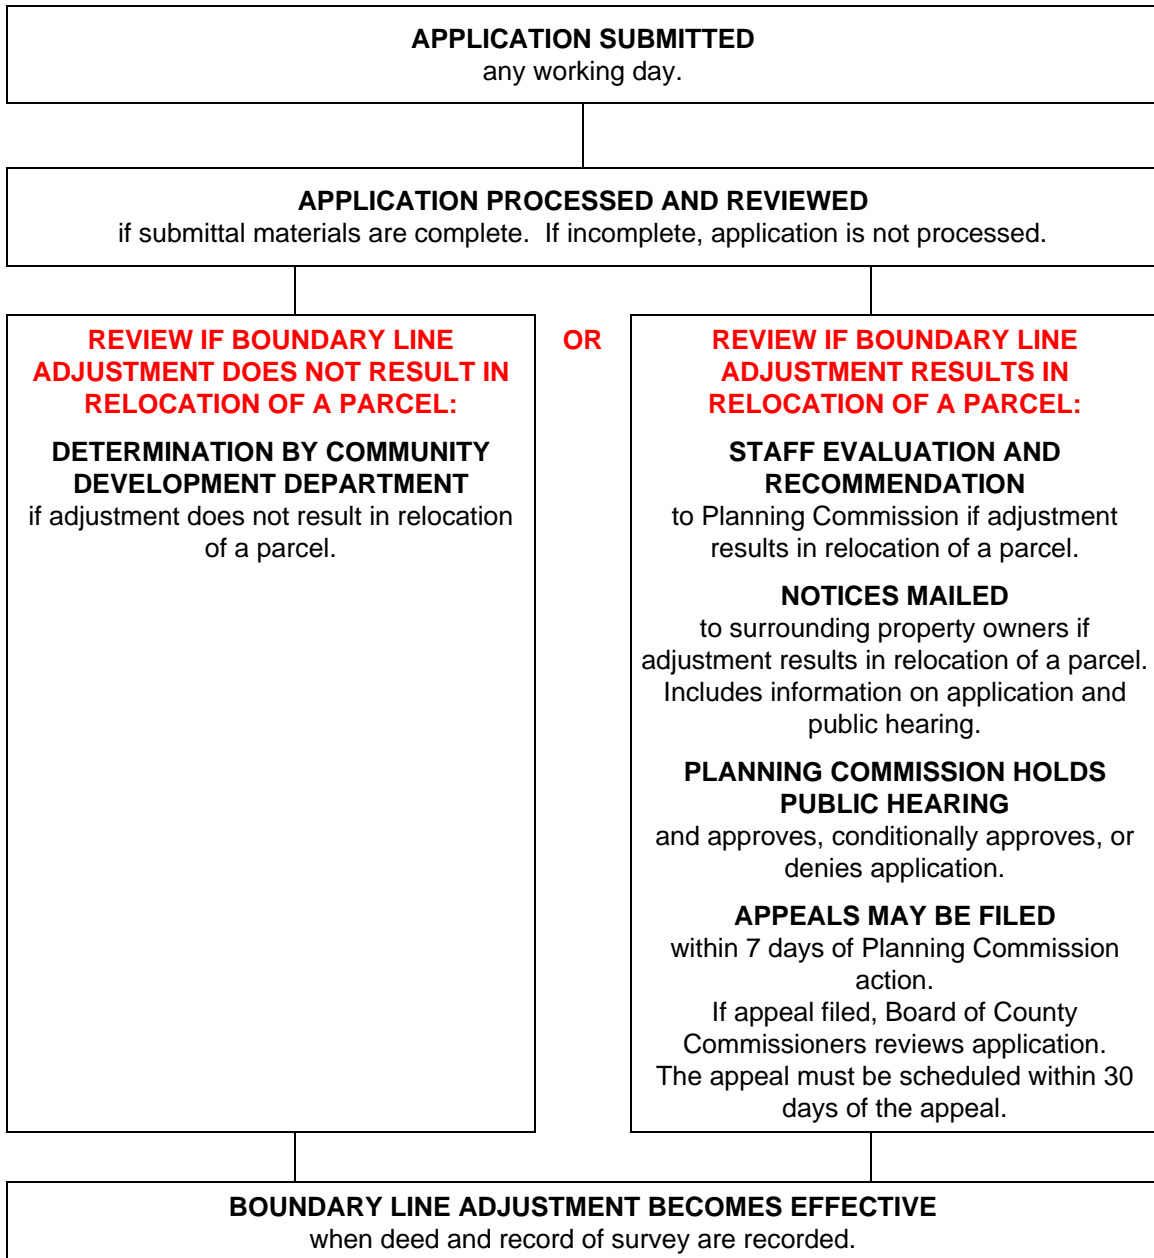 APPLICATION SUBMITTED
any working day.
APPLICATION PROCESSED AND REVIEWED
if submittal materials are complete.  If incomplete, application is not processed.
REVIEW IF BOUNDARY LINE
ADJUSTMENT DOES NOT RESULT IN
RELOCATION OF A PARCEL:
DETERMINATION BY COMMUNITY
DEVELOPMENT DEPARTMENT
if adjustment does not result in relocation
of a parcel.
OR
REVIEW IF BOUNDARY LINE
ADJUSTMENT RESULTS IN
RELOCATION OF A PARCEL:
STAFF EVALUATION AND
RECOMMENDATION
to Planning Commission if adjustment
results in relocation of a parcel.
NOTICES MAILED
to surrounding property owners if
adjustment results in relocation of a parcel.
Includes information on application and
public hearing.
PLANNING COMMISSION HOLDS
PUBLIC HEARING
and approves, conditionally approves, or
denies application.
APPEALS MAY BE FILED
within 7 days of Planning Commission
action.
If appeal filed, Board of County
Commissioners reviews application.
The appeal must be scheduled within 30
days of the appeal.
BOUNDARY LINE ADJUSTMENT BECOMES EFFECTIVE
when deed and record of survey are recorded.